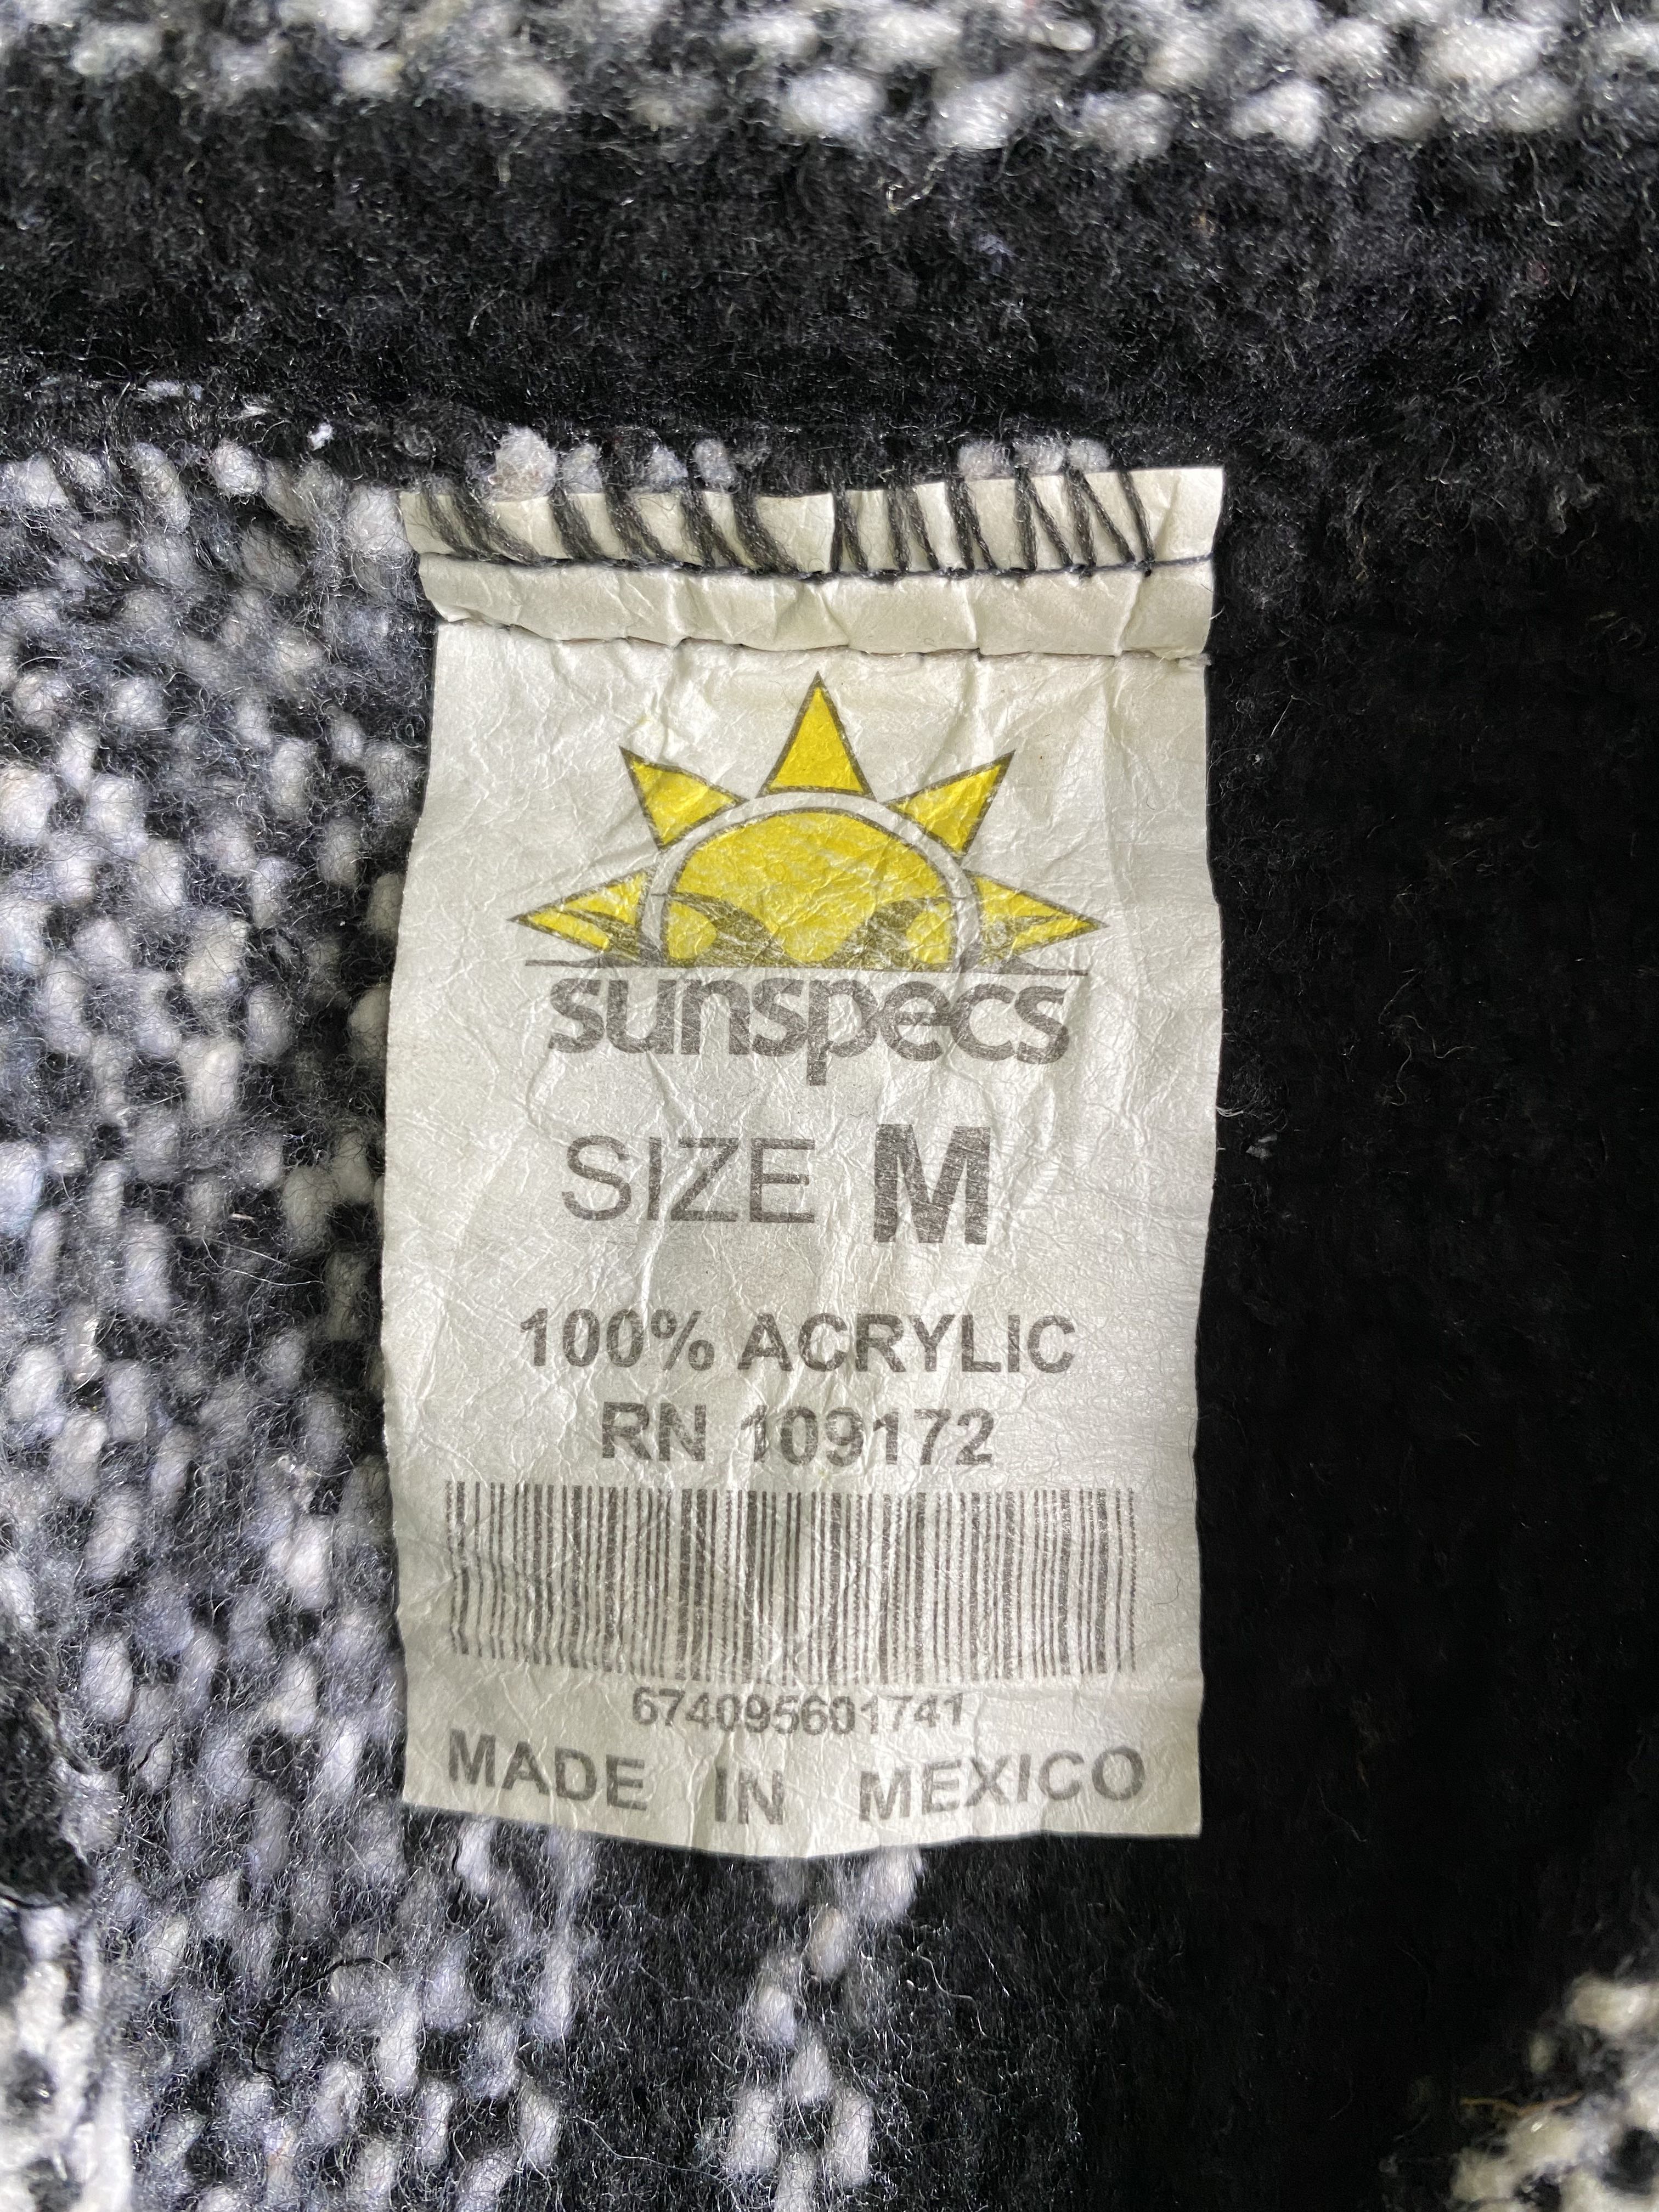 sunspecs
SIZE M
100% ACRYLIC
RN 109172
674095601741
MADE IN MEXICO